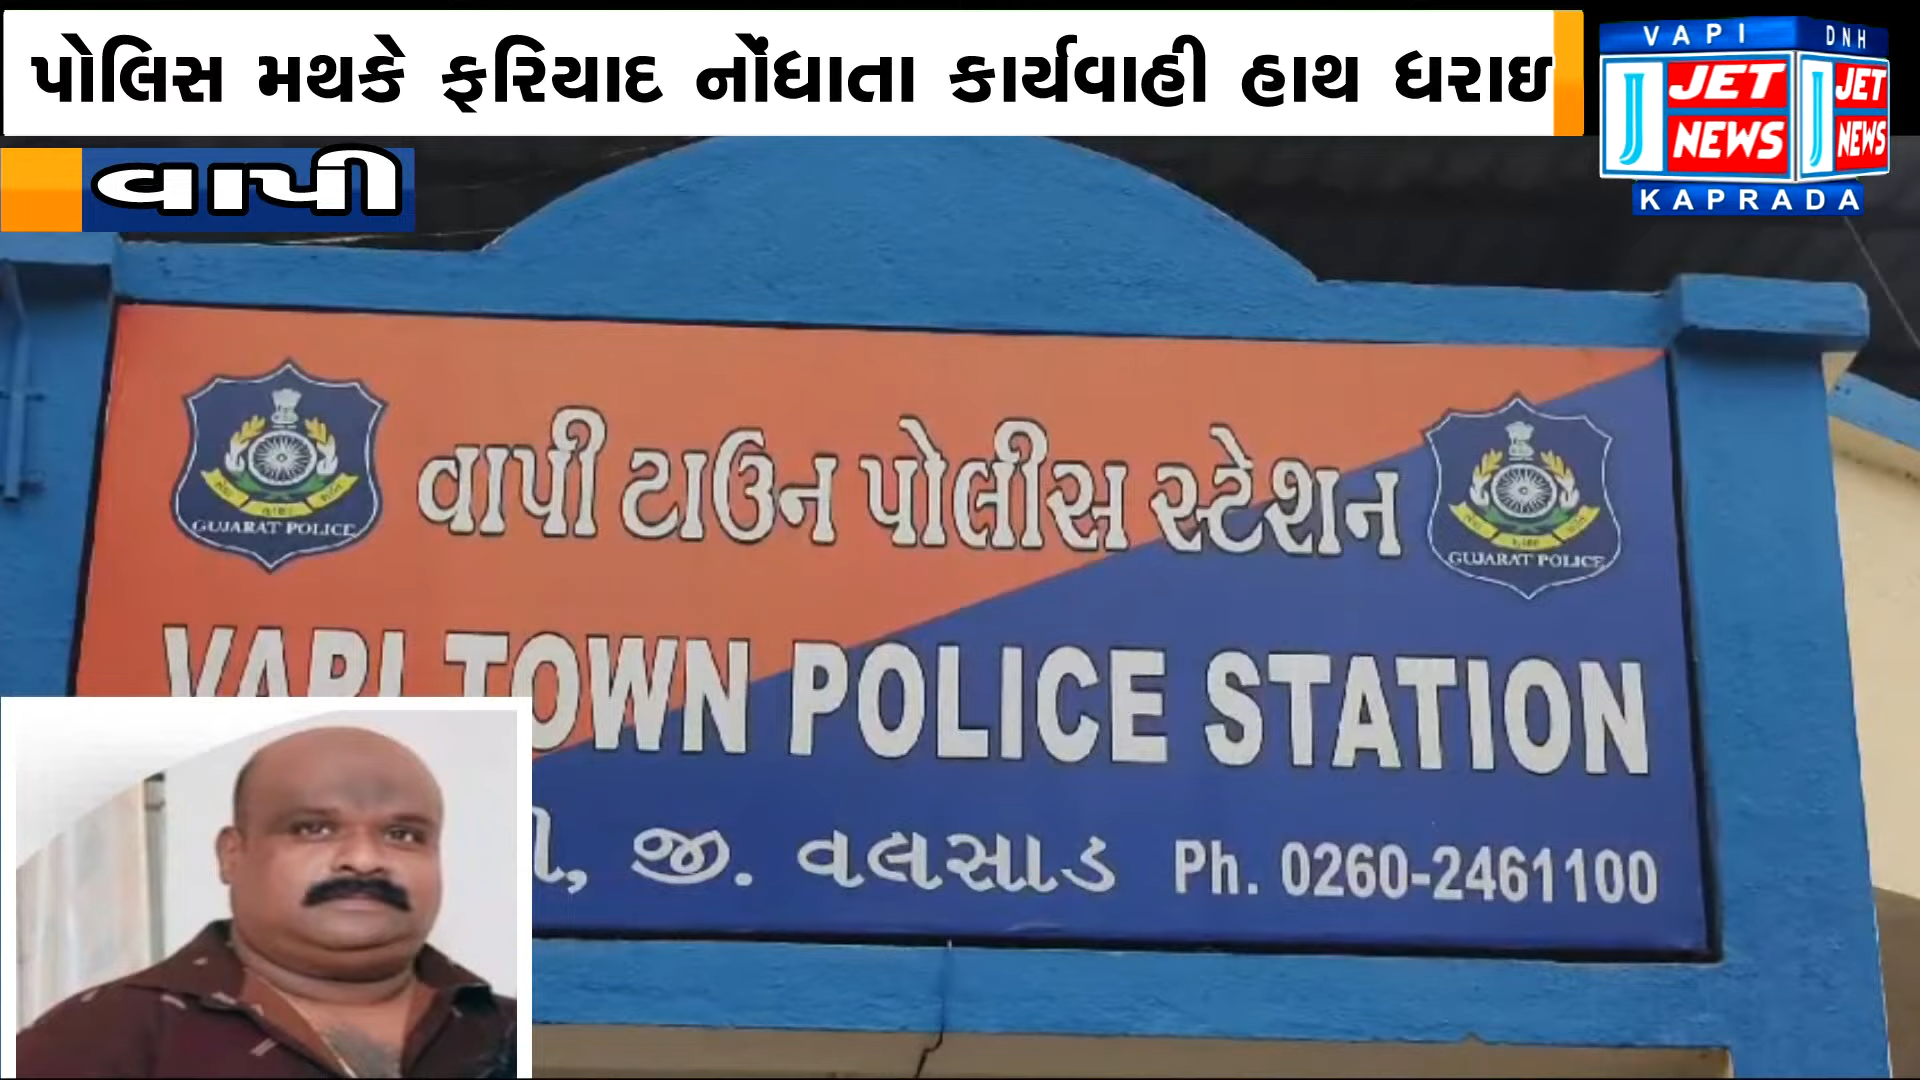 પોલિસ મથકે ફરિયાદ નોંધાતા કાર્યવાહી હાથ ધરાઇ
VAPI DNH
J JET NEWS J JET NEWS
KAPRADA
વાપી
GUJARAT POLICE
વાપી ટાઉન પોલીસ સ્ટેશન
GUJARAT POLICE
VAPI TOWN POLICE STATION
જી. વલસાડ Ph. 0260-2461100